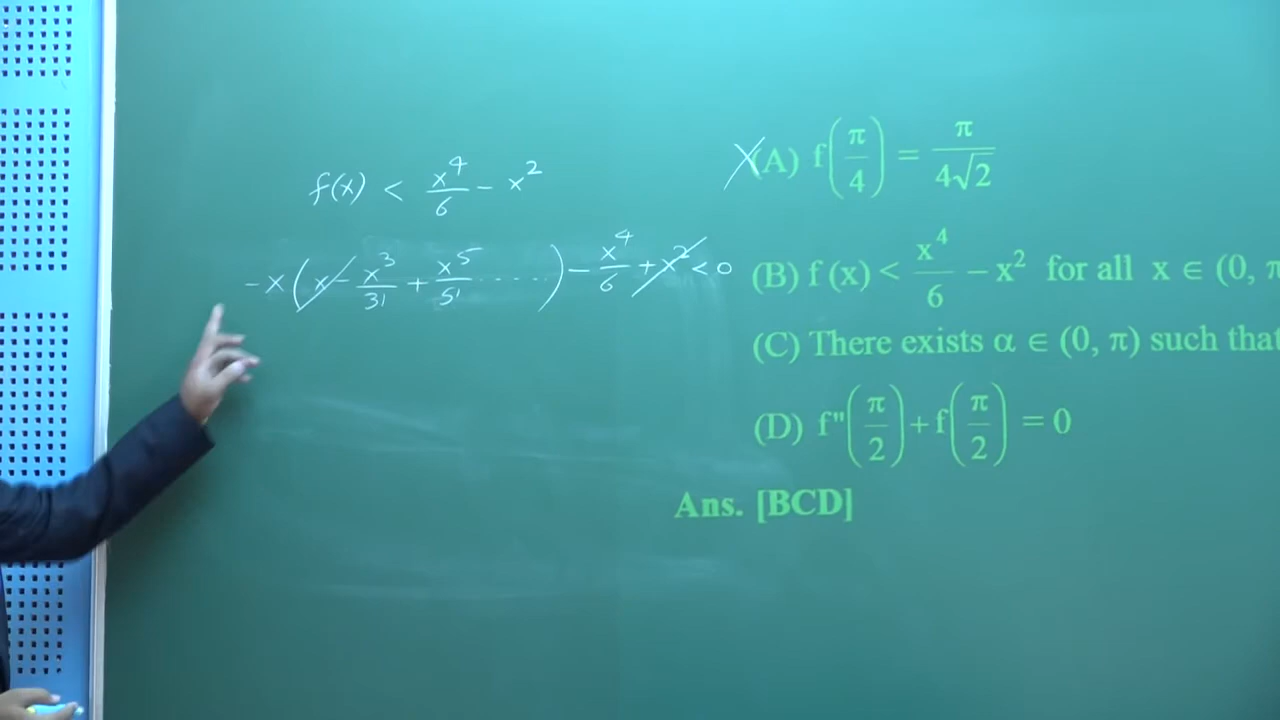 f(x) < x⁴/6 − x²
−x(x − x³/3! + x⁵/5! ......) − x⁴/6 + x² < 0
X(A) f(π/4) = π/(4√2)
(B) f (x) < x⁴/6 − x² for all x ∈ (0, π
(C) There exists α ∈ (0, π) such that
(D) f"(π/2) + f(π/2) = 0
Ans. [BCD]